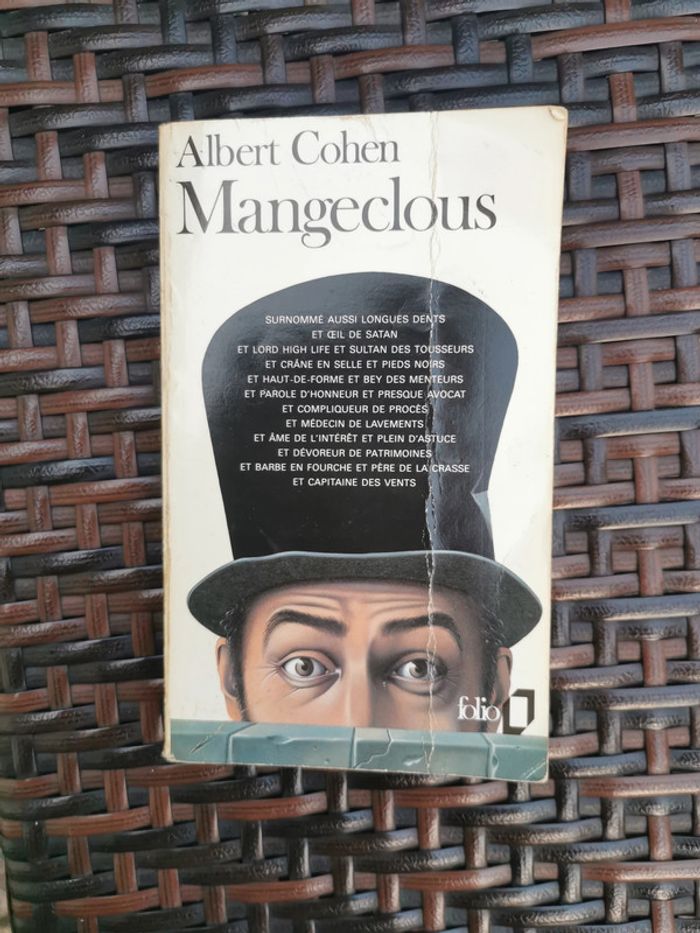 Albert Cohen
Mangeclous
SURNOMMÉ AUSSI LONGUES DENTS
ET ŒIL DE SATAN
ET LORD HIGH LIFE ET SULTAN DES TOUSSEURS
ET CRÂNE EN SELLE ET PIEDS NOIRS
ET HAUT-DE-FORME ET BEY DES MENTEURS
ET PAROLE D'HONNEUR ET PRESQUE AVOCAT
ET COMPLIQUEUR DE PROCÈS
ET MÉDECIN DE LAVEMENTS
ET ÂME DE L'INTÉRÊT ET PLEIN D'ASTUCE
ET DÉVOREUR DE PATRIMOINES
ET BARBE EN FOURCHE ET PÈRE DE LA CRASSE
ET CAPITAINE DES VENTS
folio